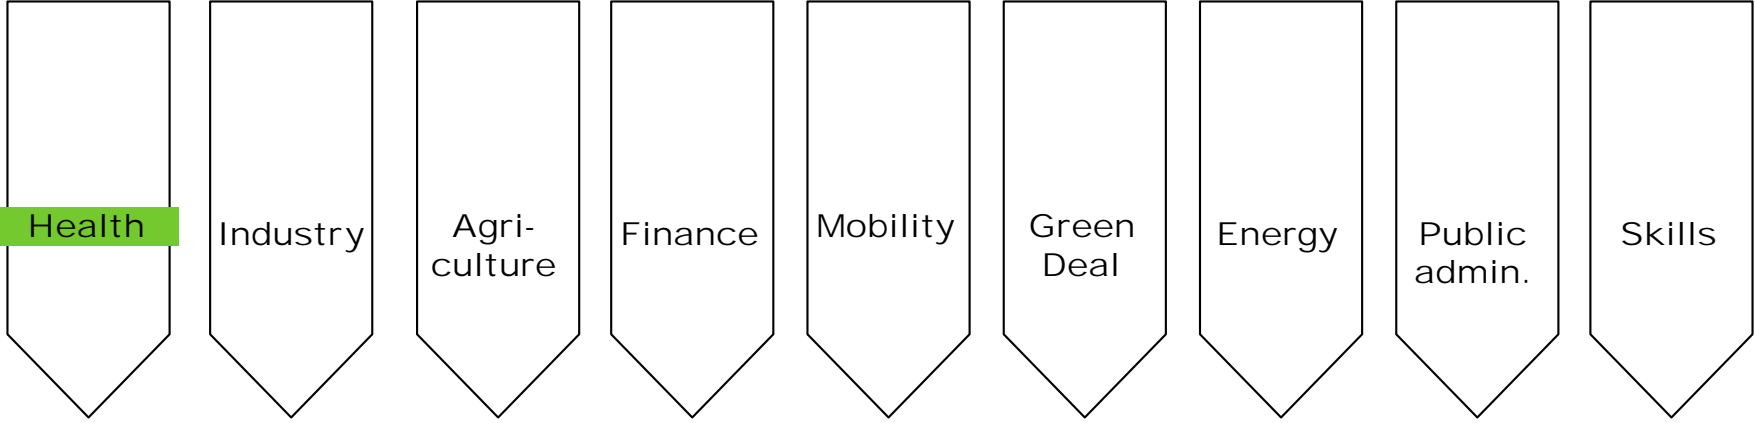 Health
Industry
Agri-
culture
Finance
Mobility
Green
Deal
Energy
Public
admin.
Skills